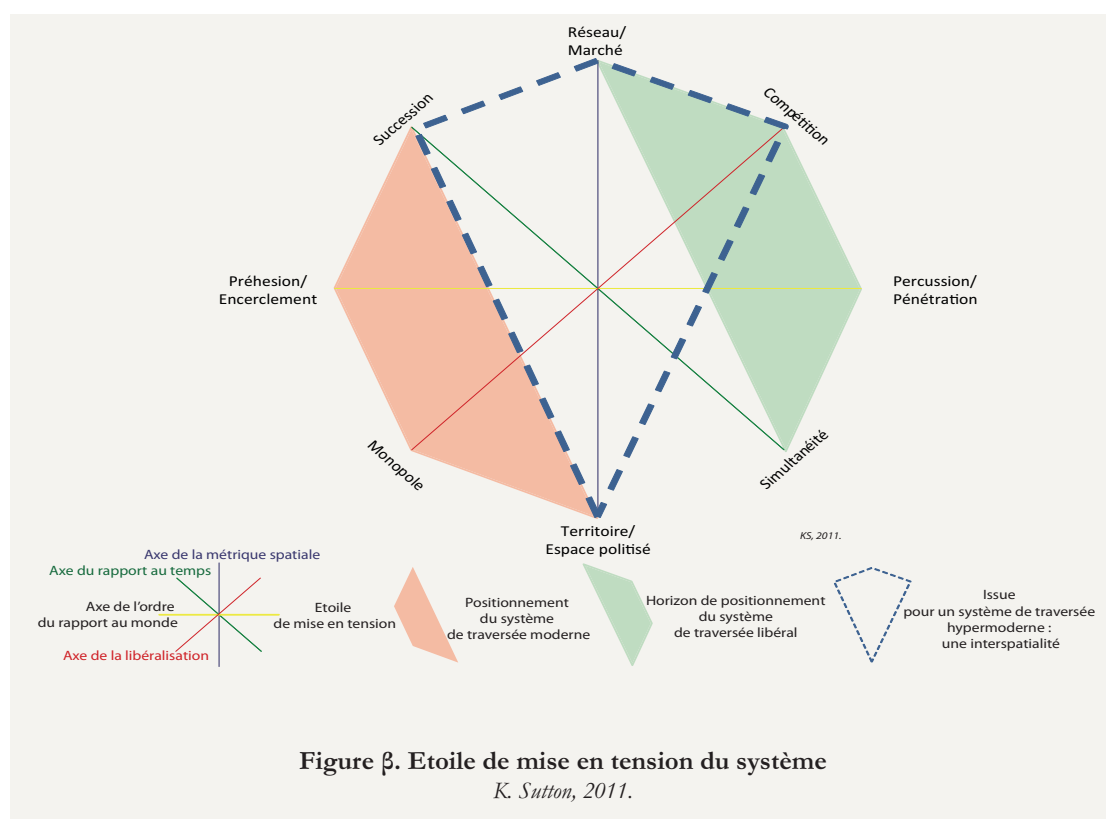 Réseau/
Marché
Succession
Compétition
Préhesion/
Encerclement
Percussion/
Pénétration
Monopole
Simultanéité
Territoire/
Espace politisé
KS, 2011.
Axe de la métrique spatiale
Axe du rapport au temps
Axe de l'ordre
du rapport au monde
Axe de la libéralisation
Etoile
de mise en tension
Positionnement
du système
de traversée moderne
Horizon de positionnement
du système
de traversée libéral
Issue
pour un système de traversée
hypermoderne :
une interspatialité
Figure β. Etoile de mise en tension du système
K. Sutton, 2011.